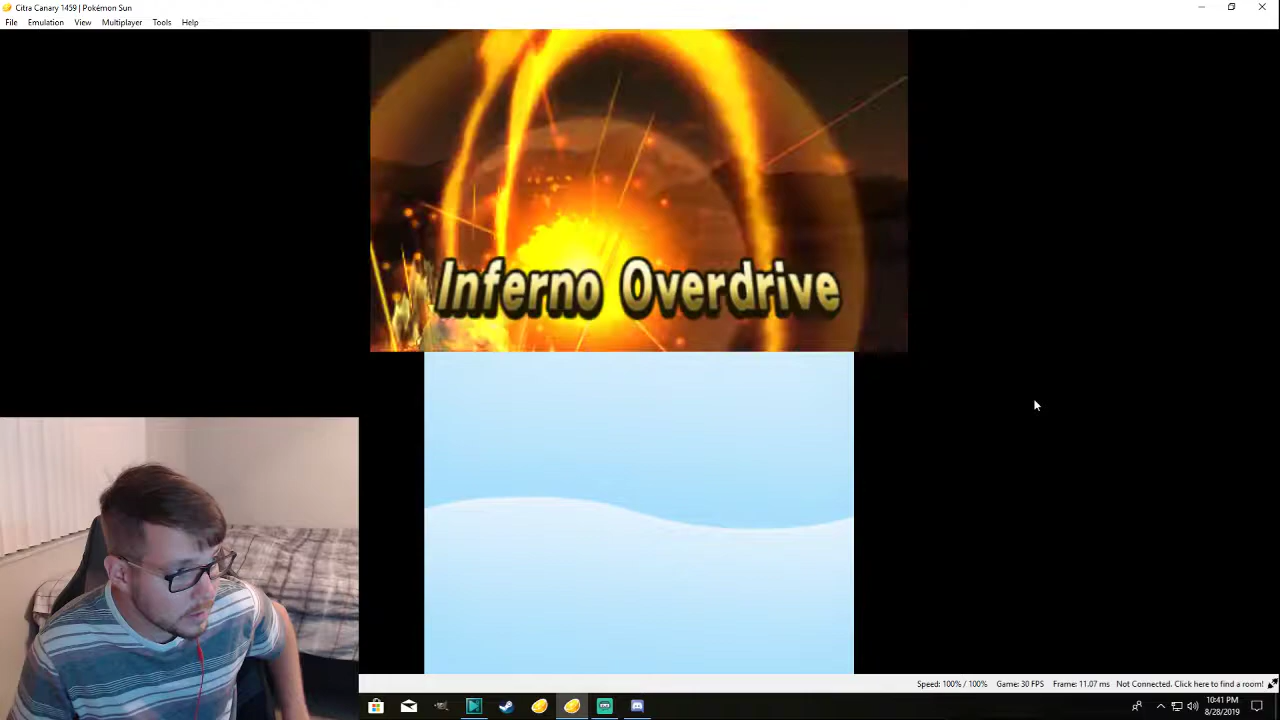 Citra Canary 1459 | Pokémon Sun
File Emulation View Multiplayer Tools Help
Inferno Overdrive
Speed: 100% / 100% Game: 30 FPS Frame: 11.07 ms Not Connected. Click here to find a room!
10:41 PM
8/28/2019